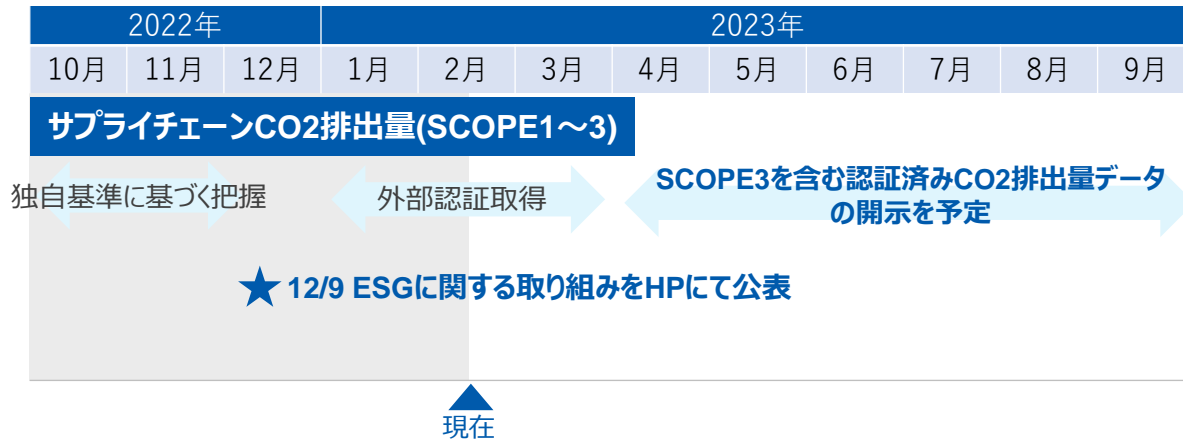 2022年 2023年
10月 11月 12月 1月 2月 3月 4月 5月 6月 7月 8月 9月
サプライチェーンCO2排出量(SCOPE1～3)
独自基準に基づく把握
外部認証取得
SCOPE3を含む認証済みCO2排出量データ
の開示を予定
★ 12/9 ESGに関する取り組みをHPにて公表
現在